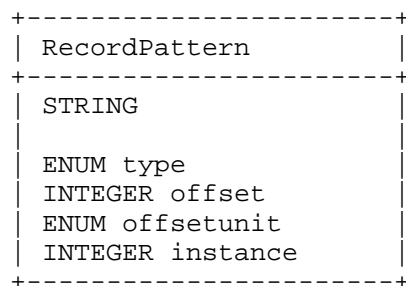 +------------------------+
| RecordPattern          |
+------------------------+
| STRING                 |
|                        |
| ENUM type              |
| INTEGER offset         |
| ENUM offsetunit        |
| INTEGER instance       |
+------------------------+